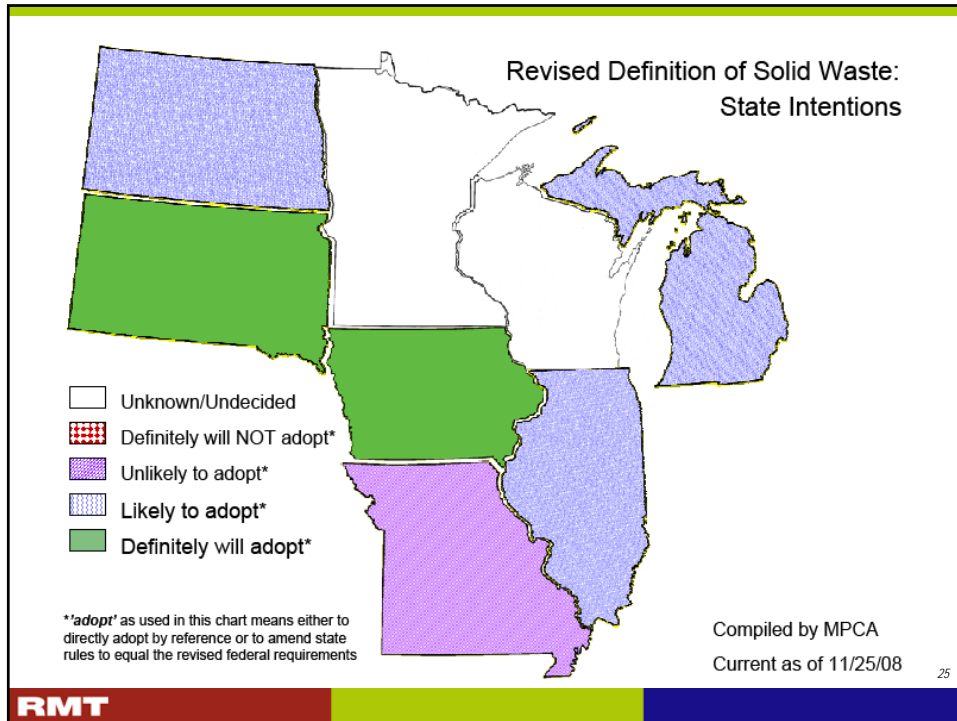 Revised Definition of Solid Waste:
State Intentions
Unknown/Undecided
Definitely will NOT adopt*
Unlikely to adopt*
Likely to adopt*
Definitely will adopt*
*'adopt' as used in this chart means either to
directly adopt by reference or to amend state
rules to equal the revised federal requirements
Compiled by MPCA
Current as of 11/25/08
25
RMT